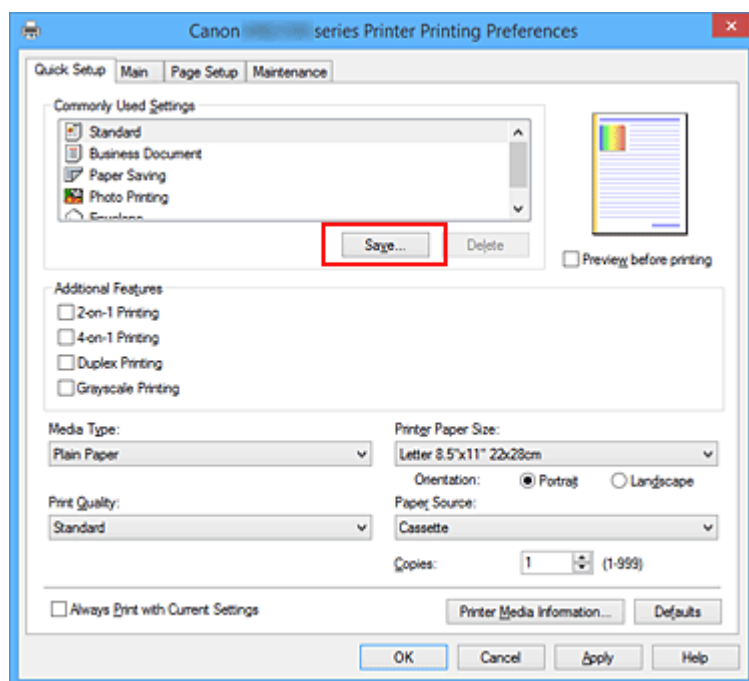 Canon series Printer Printing Preferences
Quick Setup Main Page Setup Maintenance
Commonly Used Settings
Standard
Business Document
Paper Saving
Photo Printing
Envelope
Save... Delete
Preview before printing
Additional Features
2-on-1 Printing
4-on-1 Printing
Duplex Printing
Grayscale Printing
Media Type: Printer Paper Size:
Plain Paper Letter 8.5"x11" 22x28cm
Orientation: Portrait Landscape
Print Quality: Paper Source:
Standard Cassette
Copies: 1 (1-999)
Always Print with Current Settings Printer Media Information... Defaults
OK Cancel Apply Help